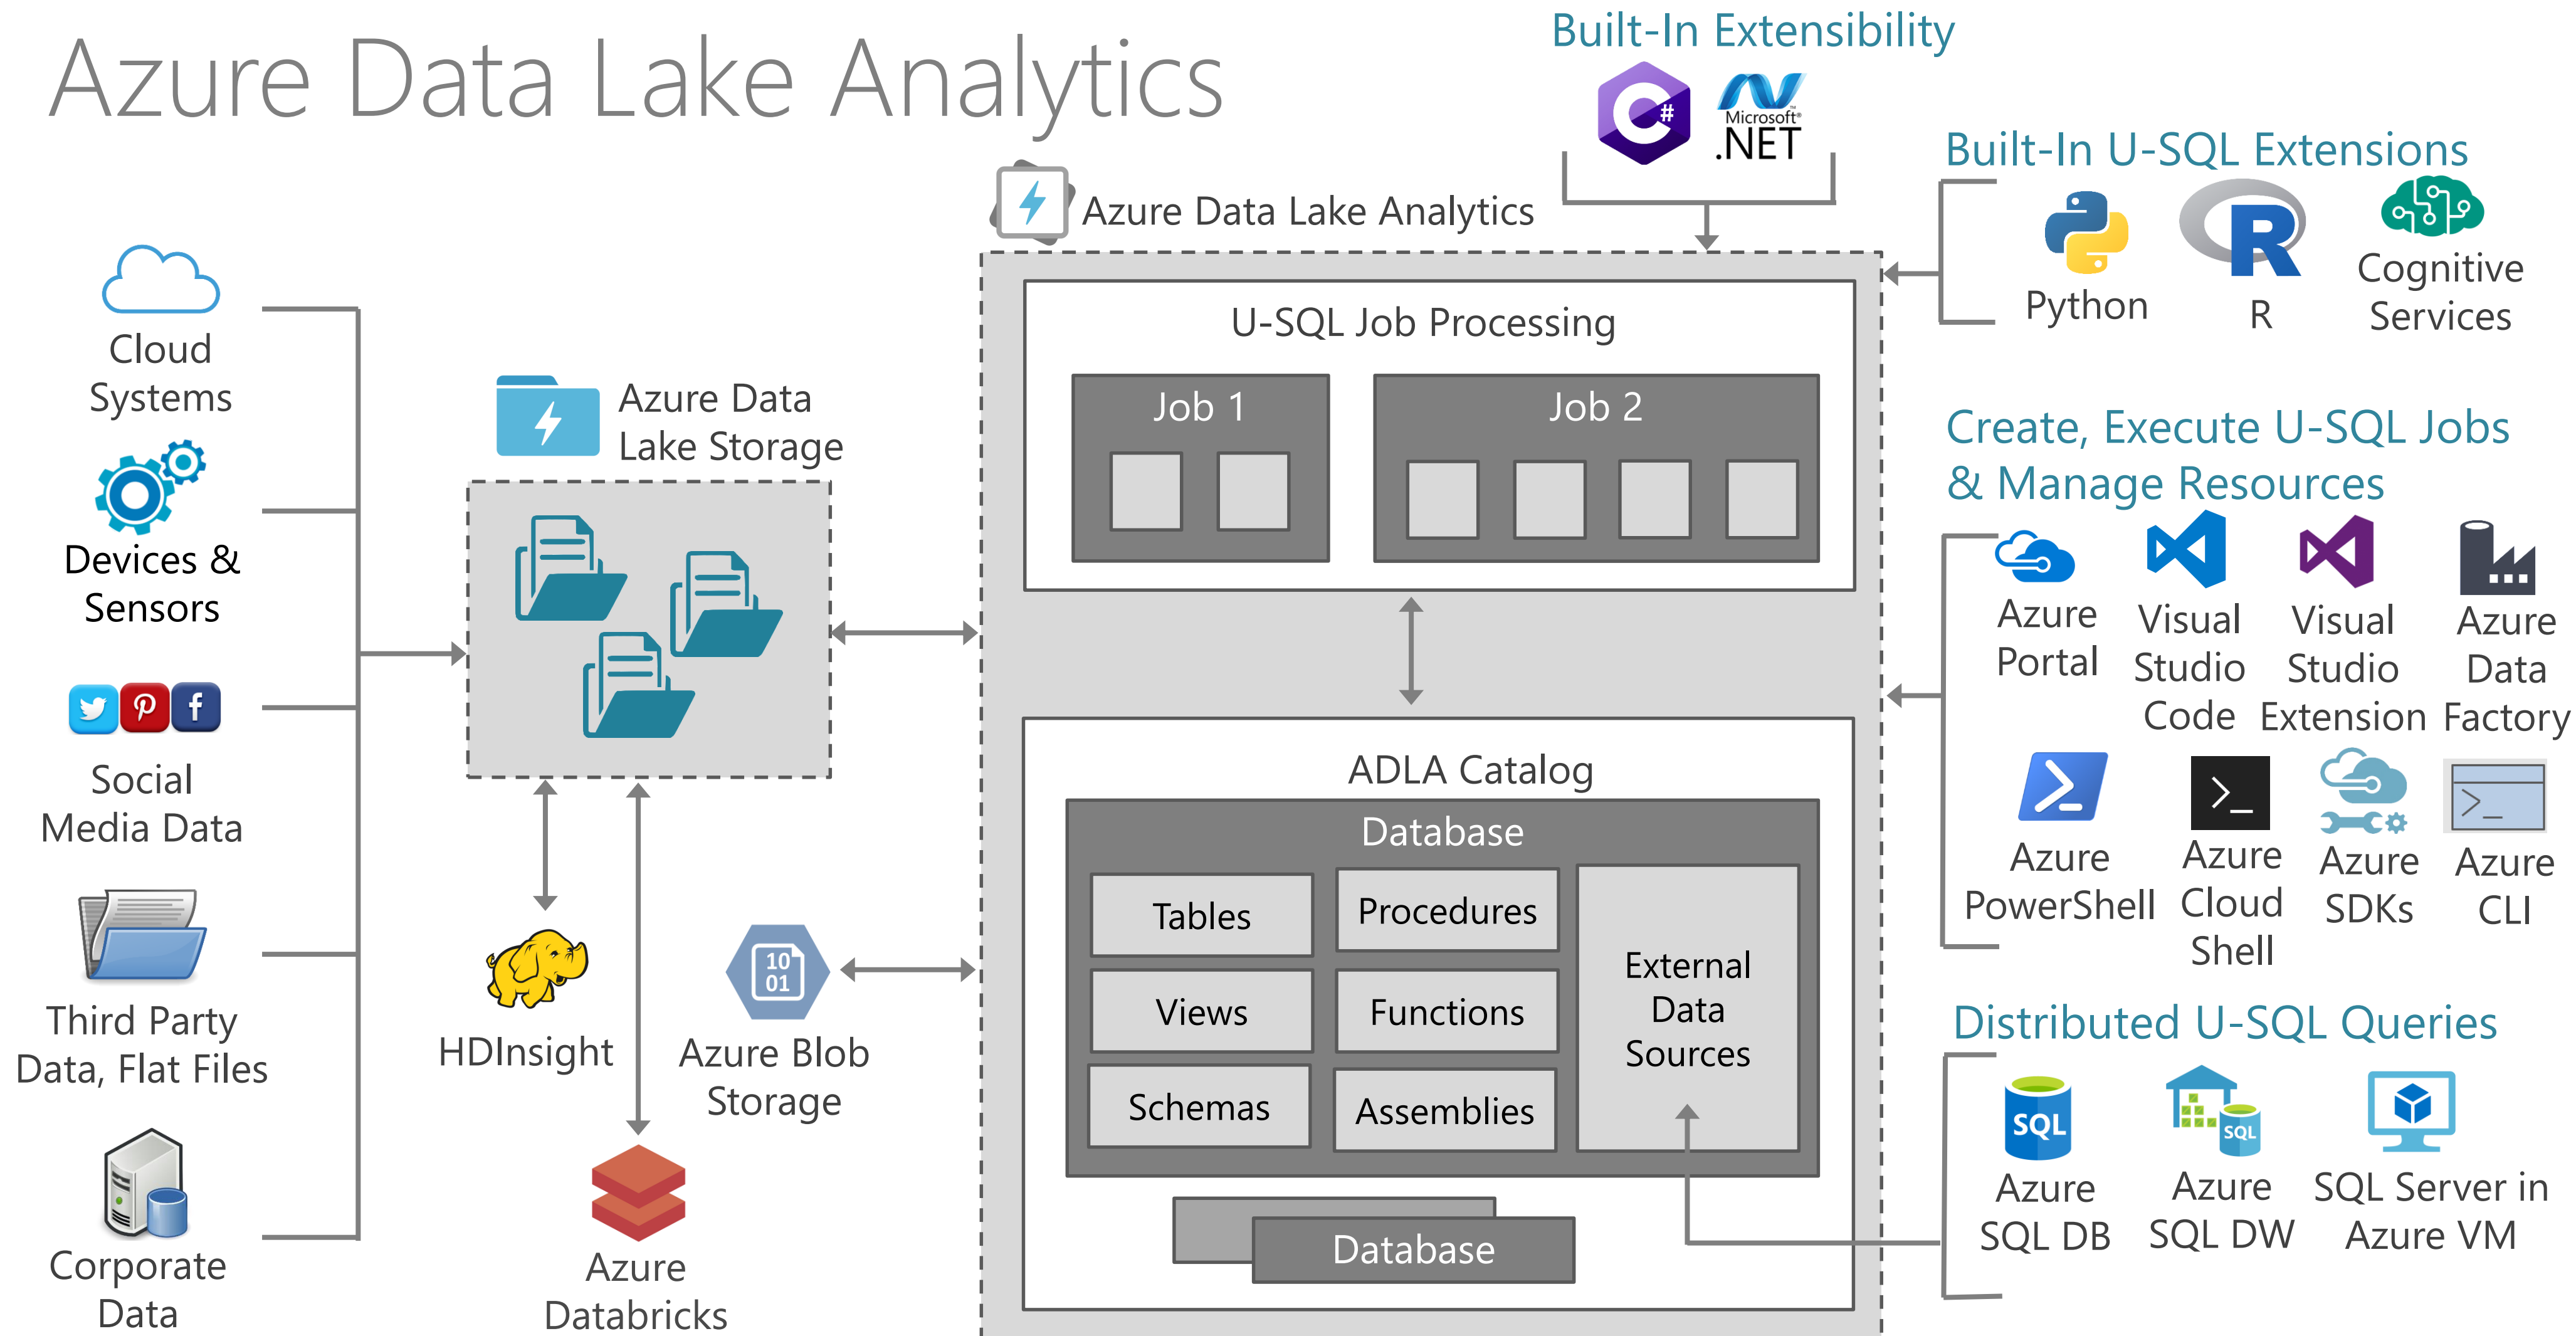 Azure Data Lake Analytics
Built-In Extensibility
C#
Microsoft®
.NET™
Azure Data Lake Analytics
Cloud
Systems
Devices &
Sensors
Social
Media Data
Third Party
Data, Flat Files
Corporate
Data
Azure Data
Lake Storage
HDInsight
10
01
Azure Blob
Storage
Azure
Databricks
U-SQL Job Processing
Job 1
Job 2
ADLA Catalog
Database
Tables
Procedures
Views
Functions
Schemas
Assemblies
External
Data
Sources
Database
Built-In U-SQL Extensions
Python
R
R
Cognitive
Services
Create, Execute U-SQL Jobs
& Manage Resources
Azure
Portal
Visual
Studio
Code
Visual
Studio
Extension
Azure
Data
Factory
Azure
PowerShell
>_
Azure
Cloud
Shell
Azure
SDKs
>_
Azure
CLI
Distributed U-SQL Queries
SQL
Azure
SQL DB
SQL
Azure
SQL DW
SQL Server in
Azure VM